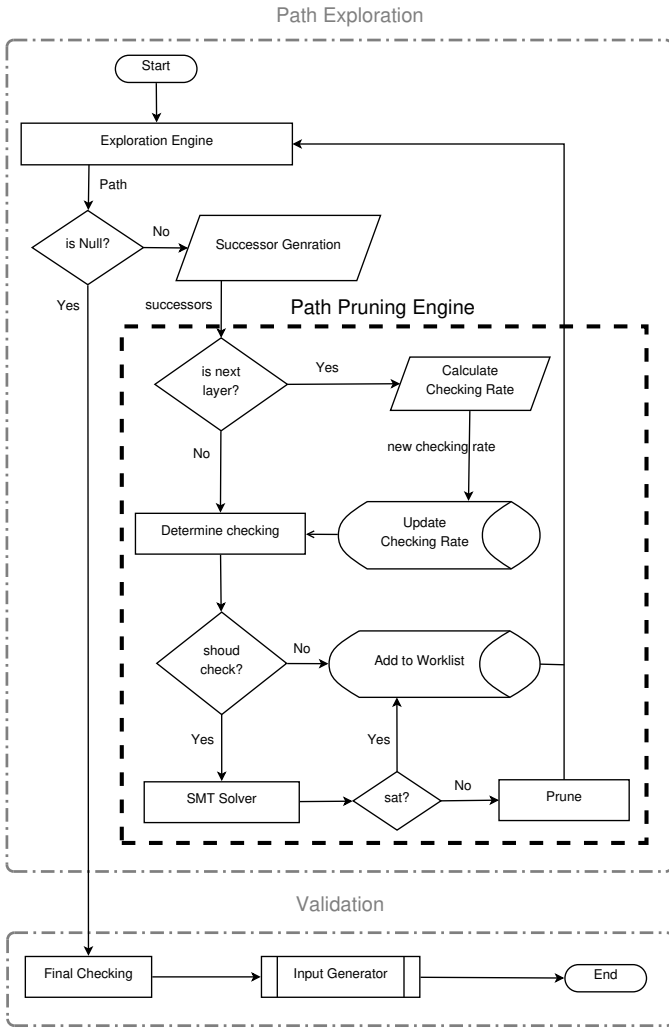 Path Exploration
Start
Exploration Engine
Path
is Null?
No
Successor Genration
Yes
successors
Path Pruning Engine
is next
layer?
Yes
Calculate
Checking Rate
No
new checking rate
Determine checking
Update
Checking Rate
shoud
check?
No
Add to Worklist
Yes
Yes
SMT Solver
sat?
No
Prune
Validation
Final Checking
Input Generator
End